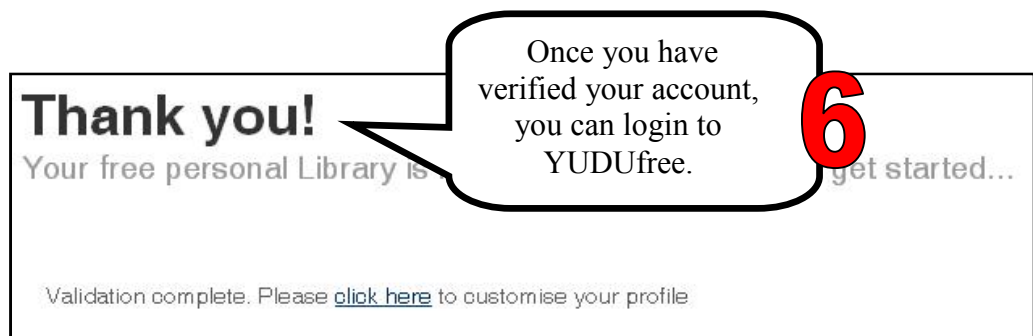 Once you have
verified your account,
you can login to
YUDUfree.
6
Thank you!
Your free personal Library is get started...
Validation complete. Please click here to customise your profile